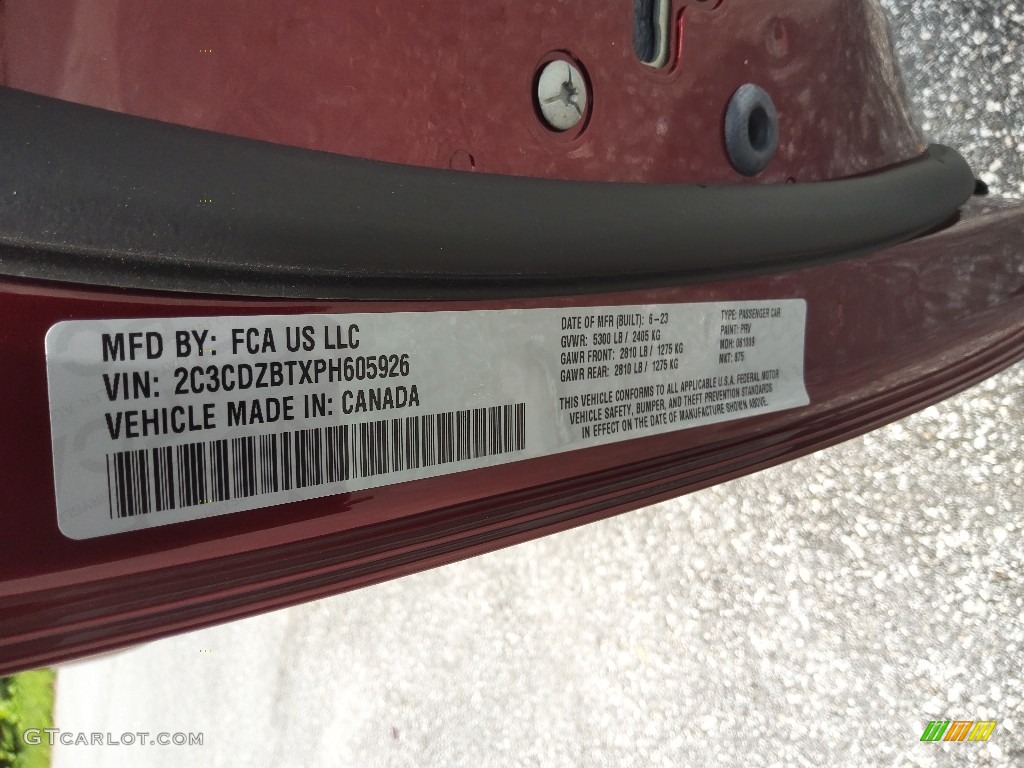 MFD BY: FCA US LLC
VIN: 2C3CDZBTXPH605926
VEHICLE MADE IN: CANADA
DATE OF MFR (BUILT): 6-23
GVWR: 5300 LB / 2405 KG
GAWR FRONT: 2810 LB / 1275 KG
GAWR REAR: 2810 LB / 1275 KG
TYPE: PASSENGER CAR
PAINT: PRV
MDH: 061809
MKT: 875
THIS VEHICLE CONFORMS TO ALL APPLICABLE U.S.A. FEDERAL MOTOR
VEHICLE SAFETY, BUMPER, AND THEFT PREVENTION STANDARDS
IN EFFECT ON THE DATE OF MANUFACTURE SHOWN ABOVE.
GTCARLOT.COM